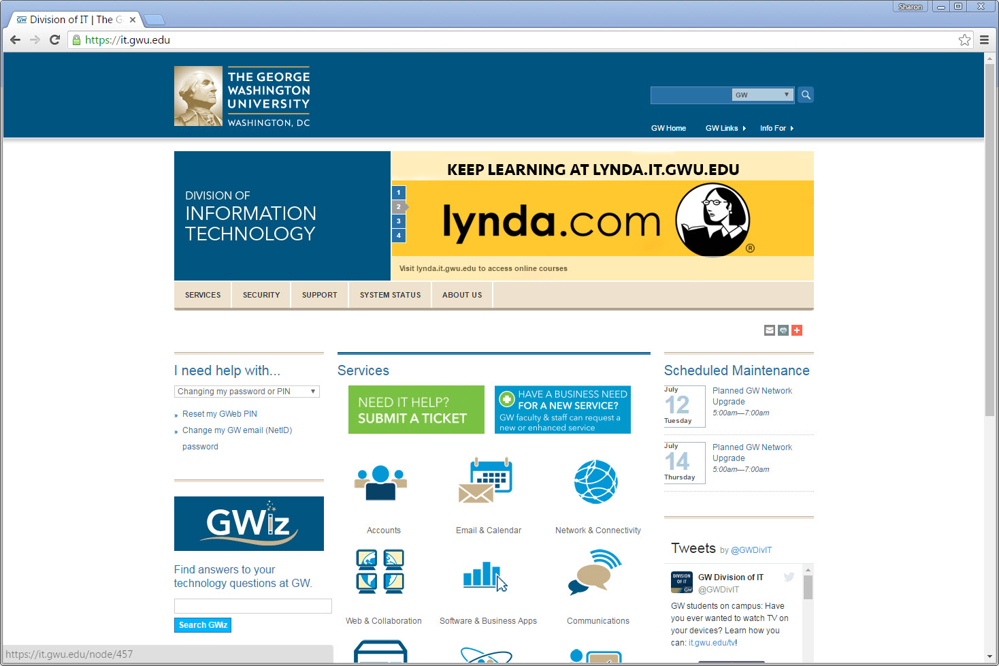 Sharon
GW Division of IT | The G
https://it.gwu.edu
THE GEORGE
WASHINGTON
UNIVERSITY
WASHINGTON, DC
GW
GW Home
GW Links
Info For
DIVISION OF
INFORMATION
TECHNOLOGY
KEEP LEARNING AT LYNDA.IT.GWU.EDU
1
2
3
4
lynda.com
®
Visit lynda.it.gwu.edu to access online courses
SERVICES
SECURITY
SUPPORT
SYSTEM STATUS
ABOUT US
I need help with...
Changing my password or PIN
» Reset my GWeb PIN
» Change my GW email (NetID)
password
GWiz
Find answers to your
technology questions at GW.
Search GWiz
Services
NEED IT HELP?
SUBMIT A TICKET
HAVE A BUSINESS NEED
FOR A NEW SERVICE?
GW faculty & staff can request a
new or enhanced service
Accounts
Email & Calendar
Network & Connectivity
Web & Collaboration
Software & Business Apps
Communications
Scheduled Maintenance
July
12
Tuesday
Planned GW Network
Upgrade
5:00am—7:00am
July
14
Thursday
Planned GW Network
Upgrade
5:00am—7:00am
Tweets by @GWDivIT
DIVISION
OF IT
GW
GW Division of IT
@GWDivIT
GW students on campus: Have
you ever wanted to watch TV on
your devices? Learn how you
can: it.gwu.edu/tv!
https://it.gwu.edu/node/457